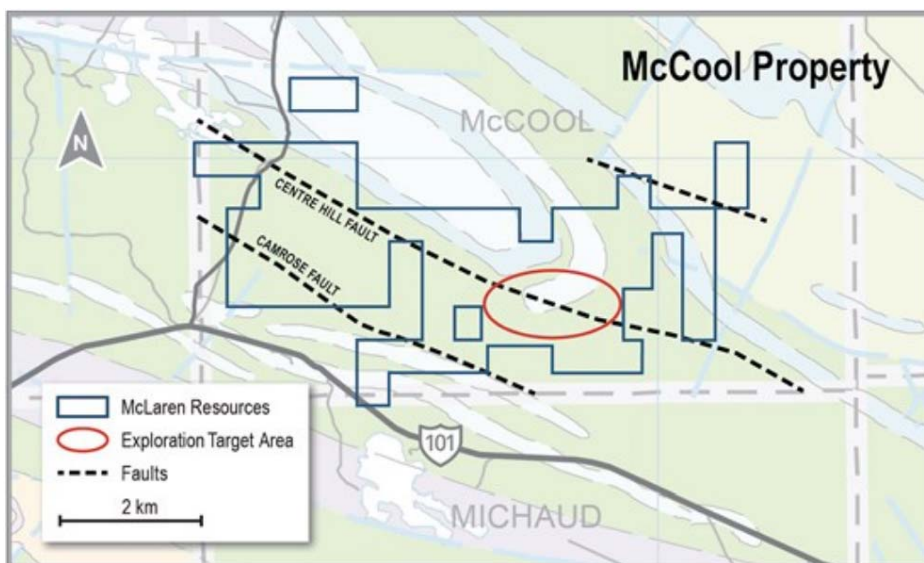 McCool Property
McCOOL
N
CENTRE HILL FAULT
CAMROSE FAULT
McLaren Resources
Exploration Target Area
Faults
2 km
101
MICHAUD